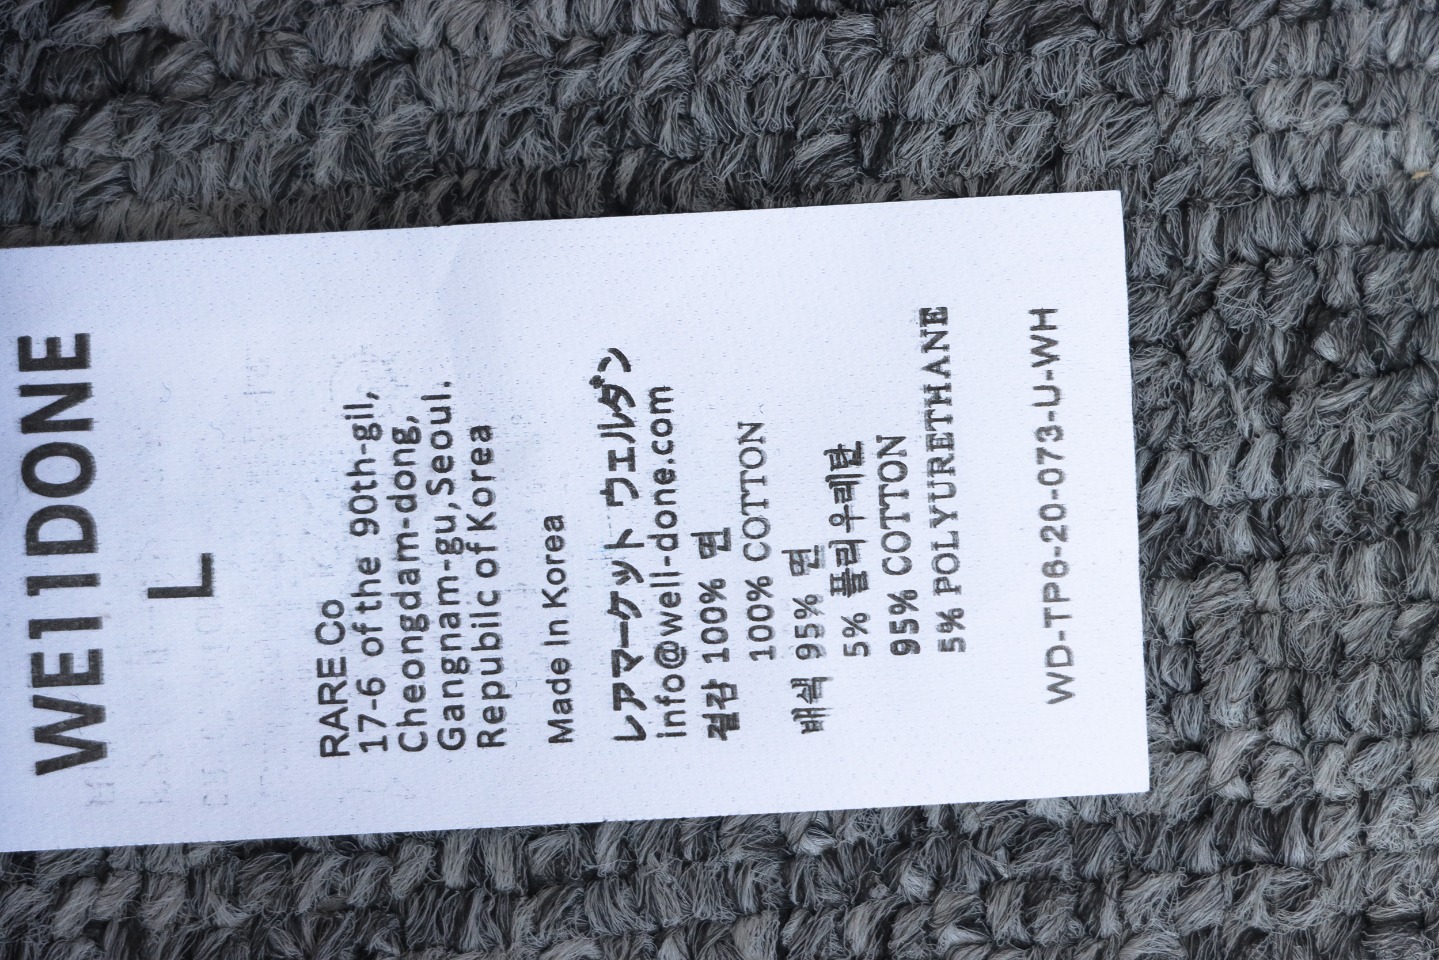 WE11DONE
L
RARE Co
17-6 of the 90th-gil,
Cheongdam-dong,
Gangnam-gu,Seoul.
Republic of Korea
Made In Korea
レアマーケット ウェルダン
info@well-done.com
겉감 100% 면
100% COTTON
배색 95% 면
5% 폴리우레탄
95% COTTON
5% POLYURETHANE
WD-TP6-20-073-U-WH